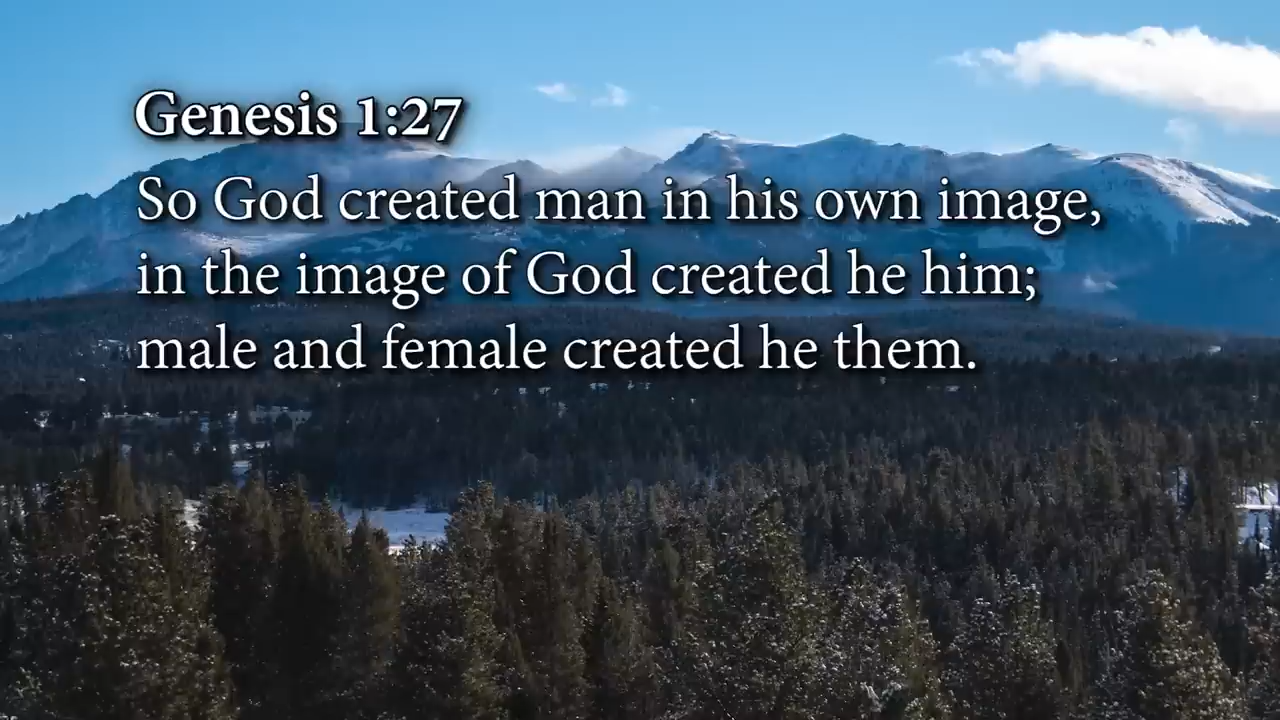 Genesis 1:27
So God created man in his own image,
in the image of God created he him;
male and female created he them.